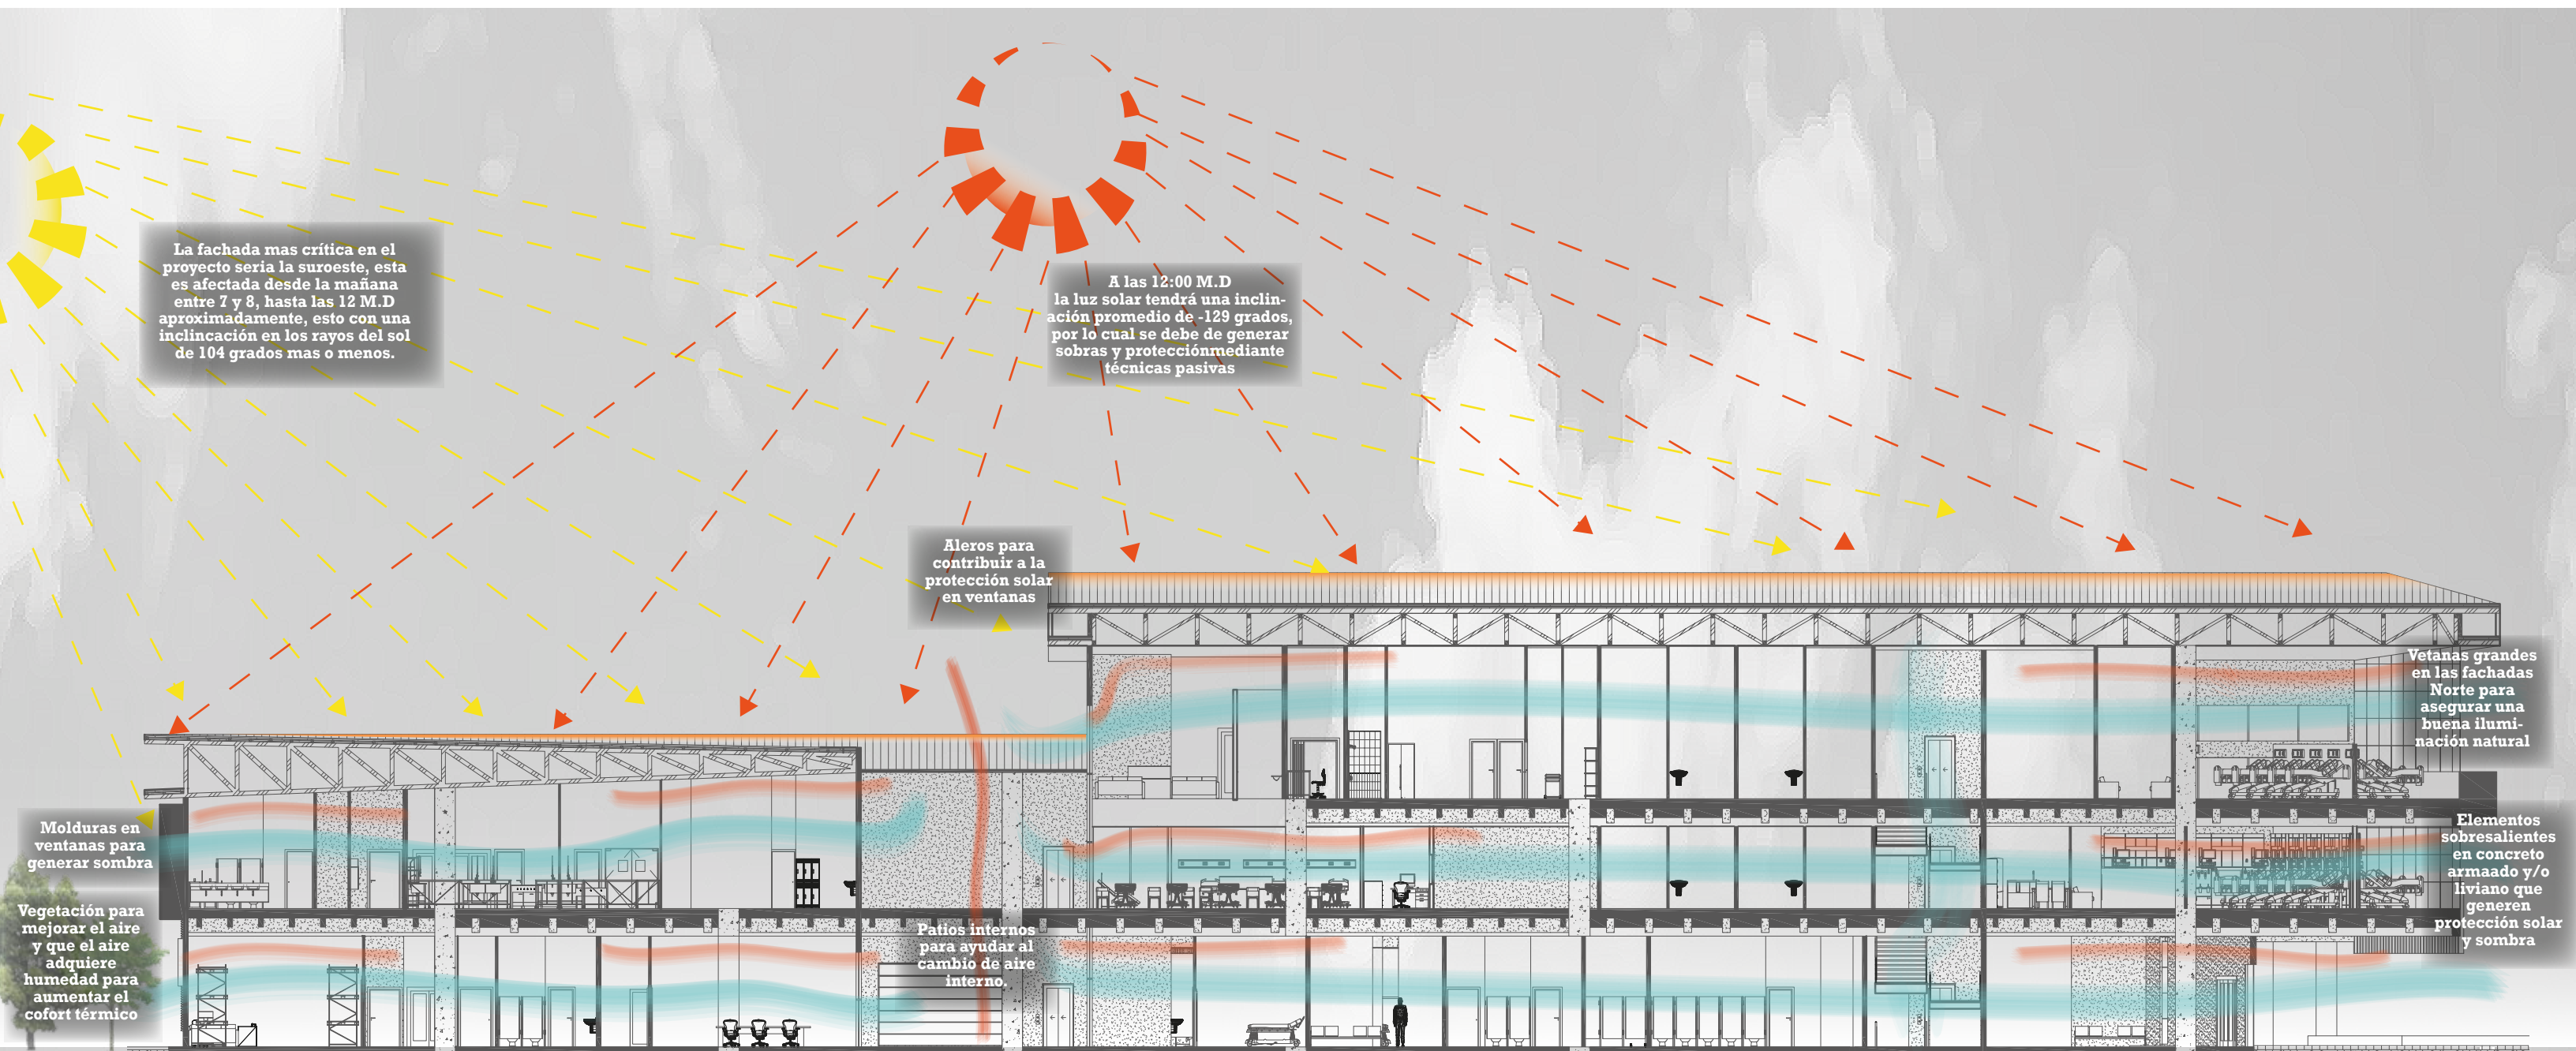 La fachada mas crítica en el
proyecto seria la suroeste, esta
es afectada desde la mañana
entre 7 y 8, hasta las 12 M.D
aproximadamente, esto con una
inclincación en los rayos del sol
de 104 grados mas o menos.
A las 12:00 M.D
la luz solar tendrá una inclin-
ación promedio de -129 grados,
por lo cual se debe de generar
sobras y protecciónmediante
técnicas pasivas
Aleros para
contribuir a la
protección solar
en ventanas
Vetanas grandes
en las fachadas
Norte para
asegurar una
buena ilumi-
nación natural
Molduras en
ventanas para
generar sombra
Elementos
sobresalientes
en concreto
armaado y/o
liviano que
generen
protección solar
y sombra
Vegetación para
mejorar el aire
y que el aire
adquiere
humedad para
aumentar el
cofort térmico
Patios internos
para ayudar al
cambio de aire
interno.